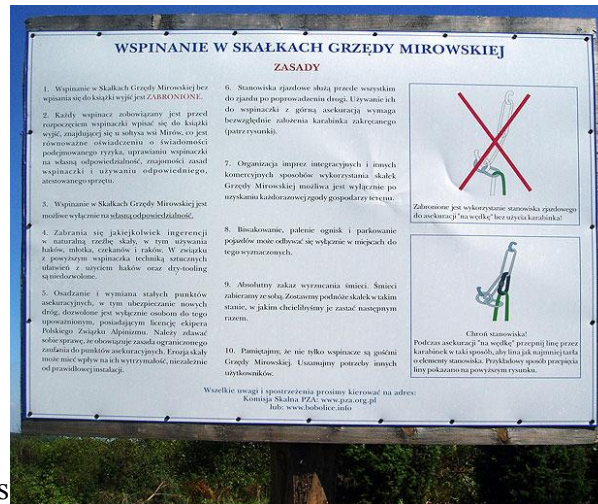 WSPINANIE W SKAŁKACH GRZĘDY MIROWSKIEJ
ZASADY
1. Wspinanie w Skałkach Grzędy Mirowskiej bez
wpisania się do książki wyjść jest ZABRONIONE.
2. Każdy wspinacz zobowiązany jest przed
rozpoczęciem wspinaczki wpisać się do książki
wyjść, znajdującej się u sołtysa wsi Mirów, co jest
równoważne oświadczeniu o świadomości
podejmowanego ryzyka, uprawianiu wspinaczki
na własną odpowiedzialność, znajomości zasad
wspinaczki i używaniu odpowiedniego,
atestowanego sprzętu.
3. Wspinanie w Skałkach Grzędy Mirowskiej jest
możliwe wyłącznie na własną odpowiedzialność.
4. Zabrania się jakiejkolwiek ingerencji
w naturalną rzeźbę skały, w tym używania
haków, młotka, czekanów i raków. W związku
z powyższym wspinaczka techniką sztucznych
ułatwień z użyciem haków oraz dry-tooling
są niedozwolone.
5. Osadzanie i wymiana stałych punktów
asekuracyjnych, w tym ubezpieczanie nowych
dróg, dozwolone jest wyłącznie osobom do tego
upoważnionym, posiadającym licencję ekipera
Polskiego Związku Alpinizmu. Należy zdawać
sobie sprawę, że obowiązuje zasada ograniczonego
zaufania do punktów asekuracyjnych. Erozja skały
może mieć wpływ na ich wytrzymałość, niezależnie
od prawidłowej instalacji.
6. Stanowiska zjazdowe służą przede wszystkim
do zjazdu po poprowadzeniu drogi. Używanie ich
do wspinaczki z górną asekuracją wymaga
bezwzględnie założenia karabinka zakręcanego
(patrz rysunki).
7. Organizacja imprez integracyjnych i innych
komercyjnych sposobów wykorzystania skałek
Grzędy Mirowskiej możliwa jest wyłącznie po
uzyskaniu każdorazowej zgody gospodarzy terenu.
8. Biwakowanie, palenie ognisk i parkowanie
pojazdów może odbywać się wyłącznie w miejscach do
tego wyznaczonych.
9. Absolutny zakaz wyrzucania śmieci. Śmieci
zabieramy ze sobą. Zostawmy podnóże skałek w takim
stanie, w jakim chcielibyśmy je zastać następnym
razem.
10. Pamiętajmy, że nie tylko wspinacze są gośćmi
Grzędy Mirowskiej. Uszanujmy potrzeby innych
użytkowników.
Zabronione jest wykorzystanie stanowiska zjazdowego
do asekuracji "na wędkę" bez użycia karabinka!
Chroń stanowiska!
Podczas asekuracji "na wędkę" przepnij linę przez
karabinek w taki sposób, aby lina jak najmniej tarła
o elementy stanowiska. Przykładowy sposób przepięcia
liny pokazano na powyższym rysunku.
Wszelkie uwagi i spostrzeżenia prosimy kierować na adres:
Komisja Skalna PZA: www.pza.org.pl
lub: www.bobolice.info
s